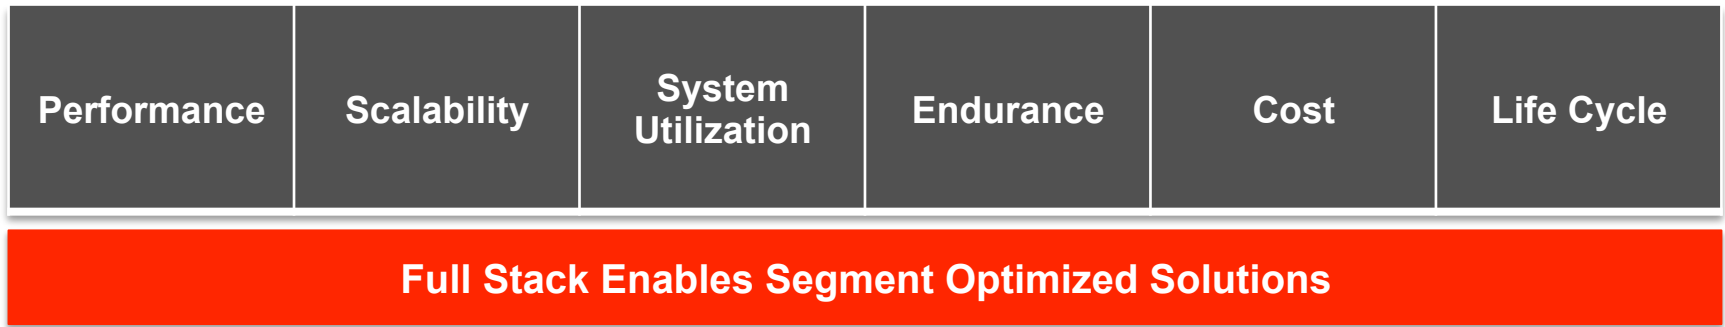 Performance
Scalability
System
Utilization
Endurance
Cost
Life Cycle
Full Stack Enables Segment Optimized Solutions